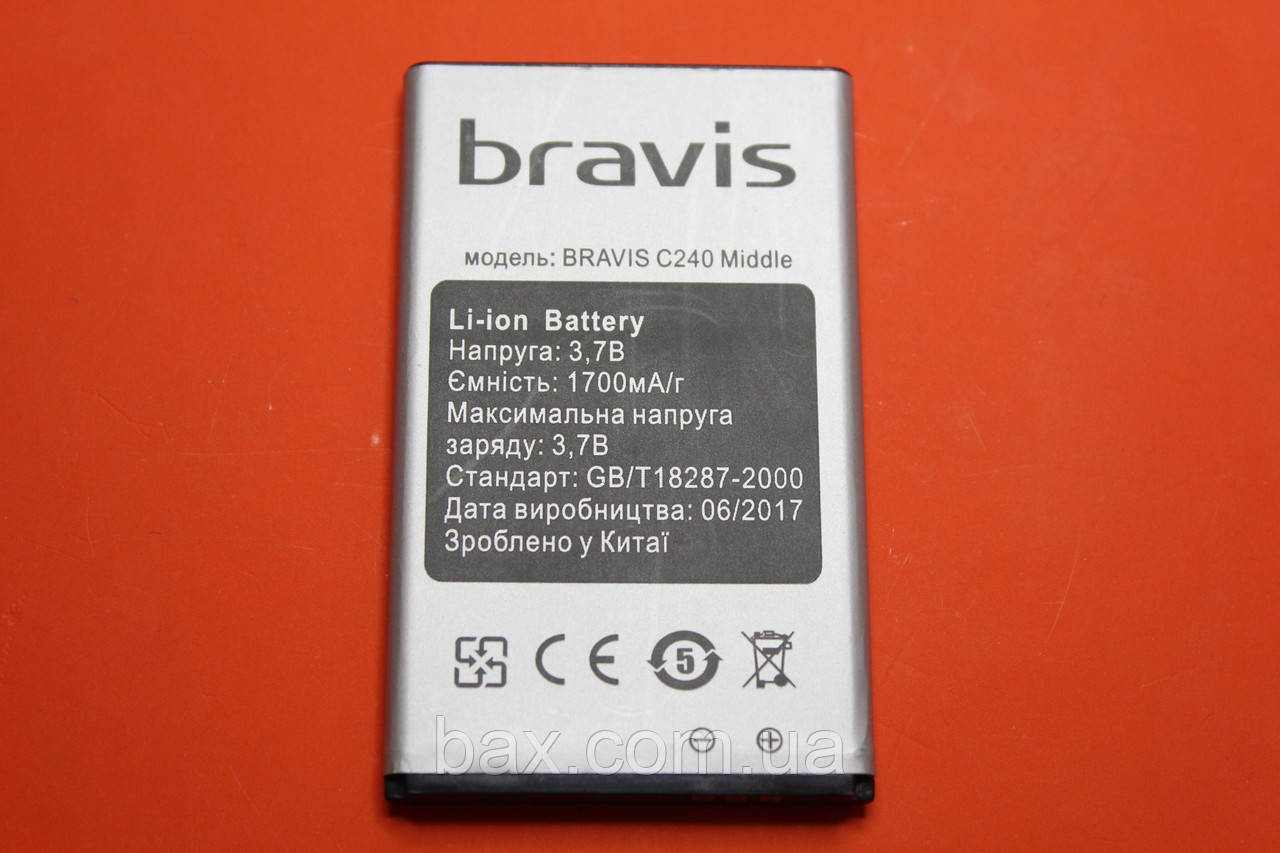 bravis
модель: BRAVIS C240 Middle
Li-ion Battery
Напруга: 3,7В
Ємність: 1700мА/г
Максимальна напруга
заряду: 3,7В
Стандарт: GB/T18287-2000
Дата виробництва: 06/2017
Зроблено у Китаї
CE 5
- +
bax.com.ua